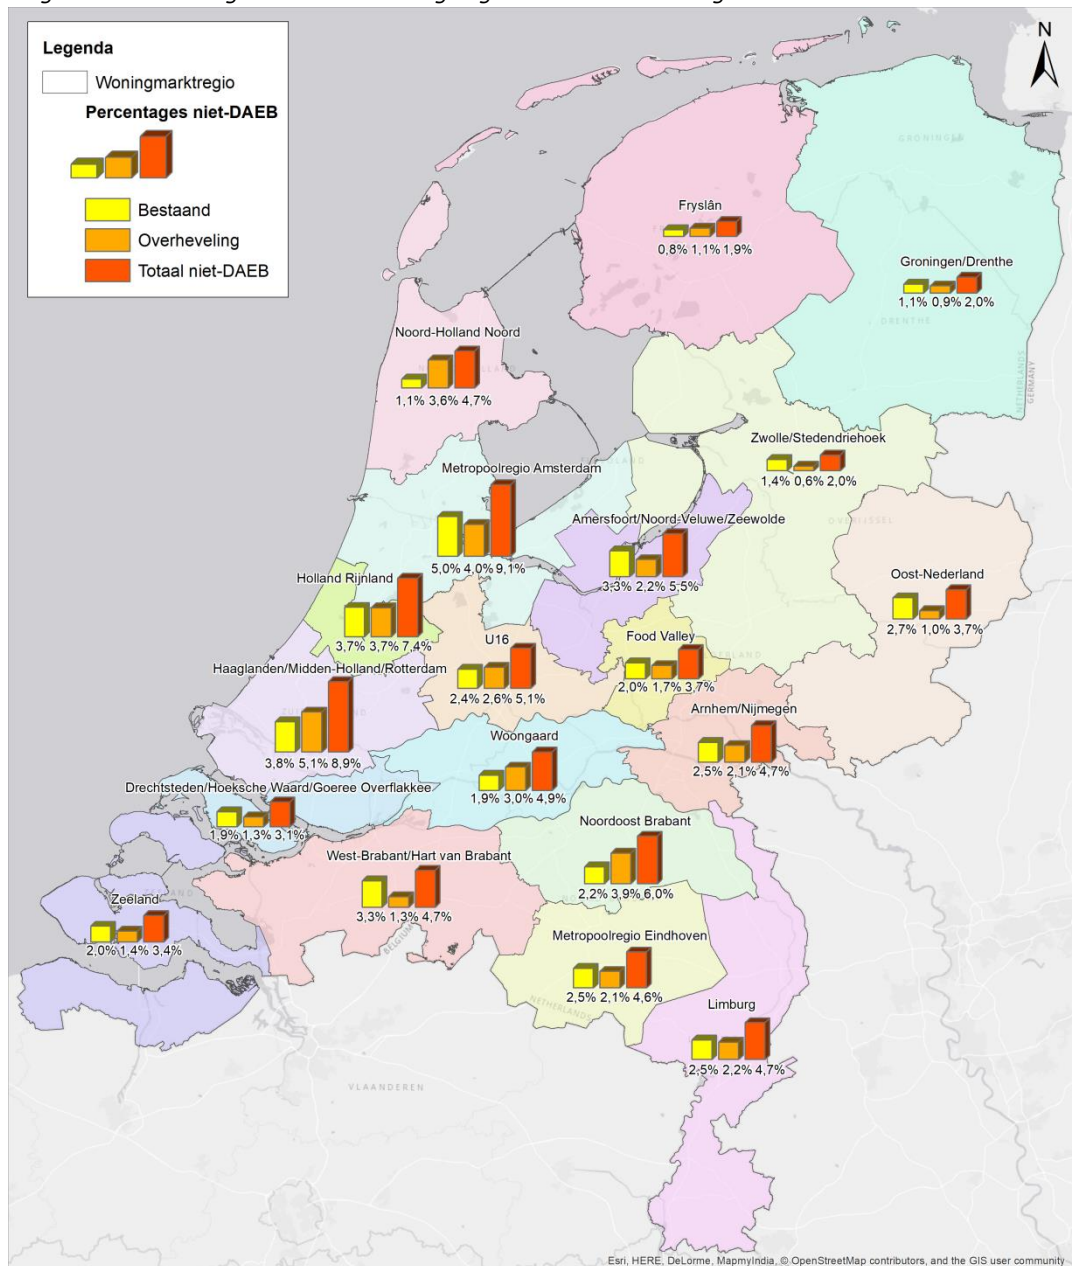 Legenda
Woningmarktregio
Percentages niet-DAEB
Bestaand
Overheveling
Totaal niet-DAEB
N
GRONINGEN
Fryslân
0,8% 1,1% 1,9%
Groningen/Drenthe
1,1% 0,9% 2,0%
DRENTHE
NETHERLANDS
GERMANY
Noord-Holland Noord
1,1% 3,6% 4,7%
Zwolle/Stedendriehoek
1,4% 0,6% 2,0%
Metropoolregio Amsterdam
5,0% 4,0% 9,1%
Amersfoort/Noord-Veluwe/Zeewolde
3,3% 2,2% 5,5%
OVERIJSSEL
Oost-Nederland
2,7% 1,0% 3,7%
Holland Rijnland
3,7% 3,7% 7,4%
U16
2,4% 2,6% 5,1%
Food Valley
2,0% 1,7% 3,7%
Haaglanden/Midden-Holland/Rotterdam
3,8% 5,1% 8,9%
Arnhem/Nijmegen
2,5% 2,1% 4,7%
Woongaard
1,9% 3,0% 4,9%
Drechtsteden/Hoeksche Waard/Goeree Overflakkee
1,9% 1,3% 3,1%
Noordoost Brabant
2,2% 3,9% 6,0%
West-Brabant/Hart van Brabant
3,3% 1,3% 4,7%
Zeeland
2,0% 1,4% 3,4%
BELGIUM
Metropoolregio Eindhoven
2,5% 2,1% 4,6%
NETHERLANDS
Limburg
2,5% 2,2% 4,7%
VLAANDEREN
Esri, HERE, DeLorme, MapmyIndia, © OpenStreetMap contributors, and the GIS user community